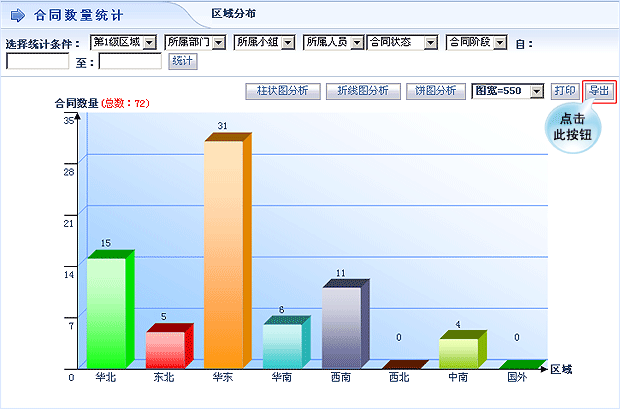 合同数量统计 区域分布
选择统计条件： 第1级区域 所属部门 所属小组 所属人员 合同状态 合同阶段 自：
至： 统计
柱状图分析 折线图分析 饼图分析 图宽=550 打印 导出
点击
此按钮
合同数量 (总数：72)
35
28
21
14
7
0
15 5 31 6 11 0 4 0
华北 东北 华东 华南 西南 西北 中南 国外 区域